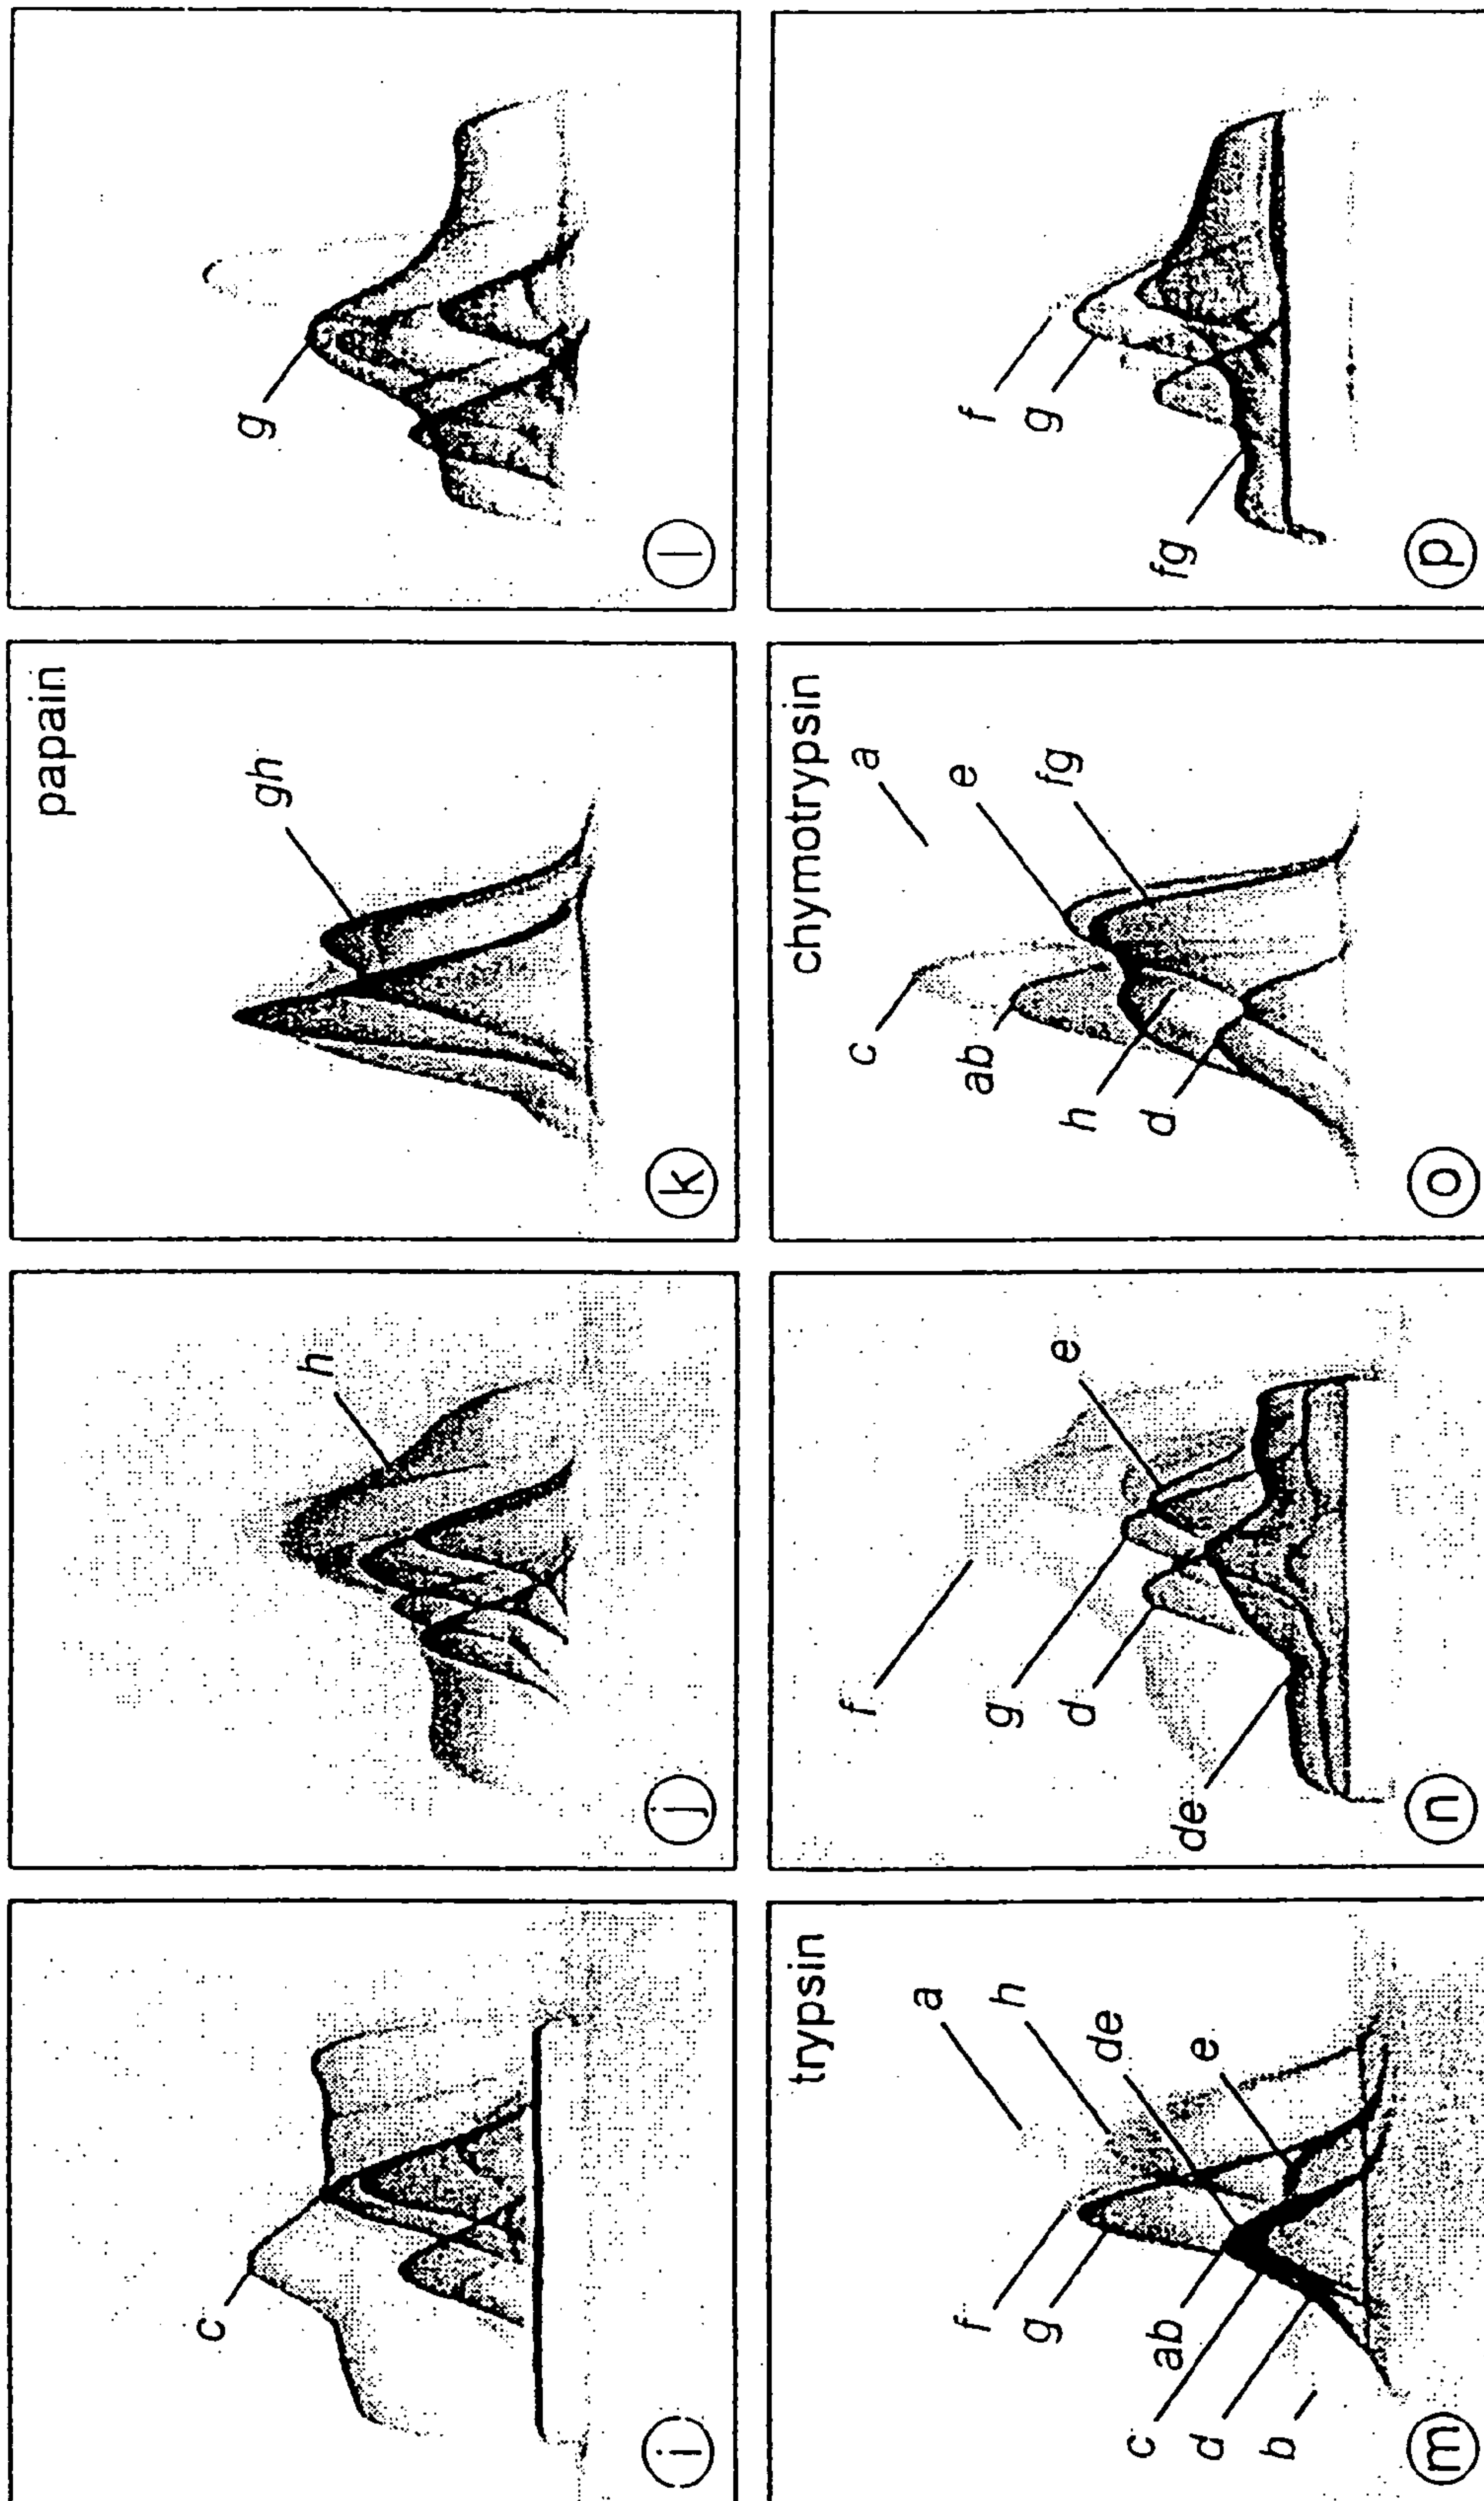 c
i
h
j
papain
gh
k
g
l
trypsin
a
f
h
g
de
ab
e
c
d
b
m
f
g
e
d
de
n
chymotrypsin
c
a
ab
e
fg
h
d
o
f
g
fg
p